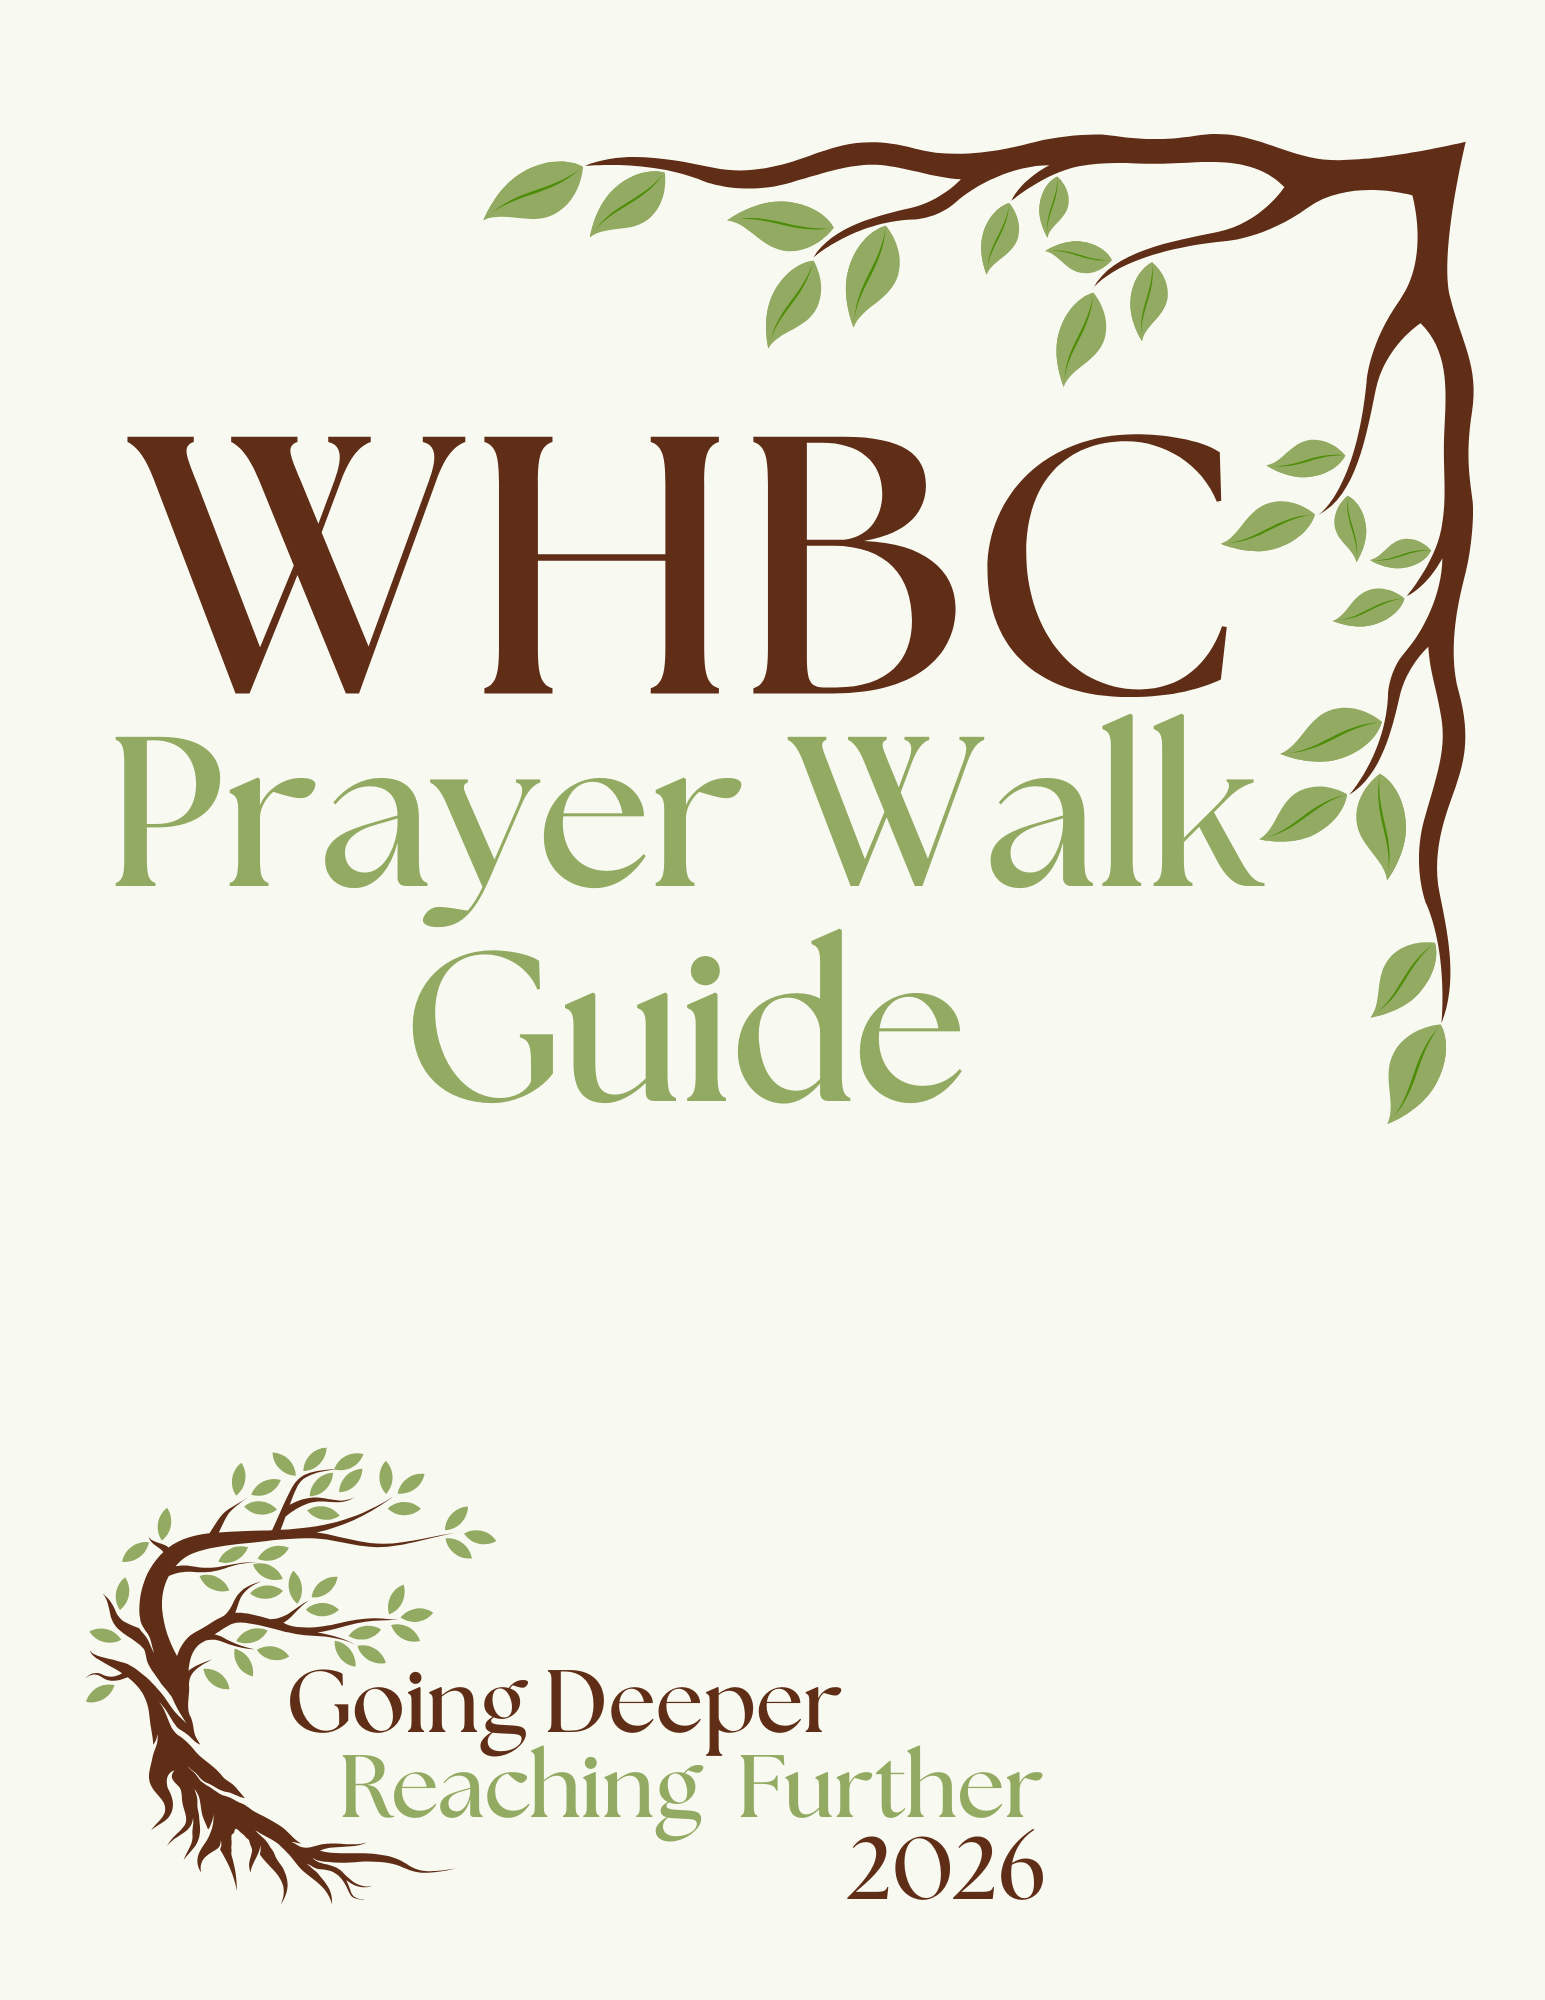 WHBC
Prayer Walk
Guide
Going Deeper
Reaching Further
2026